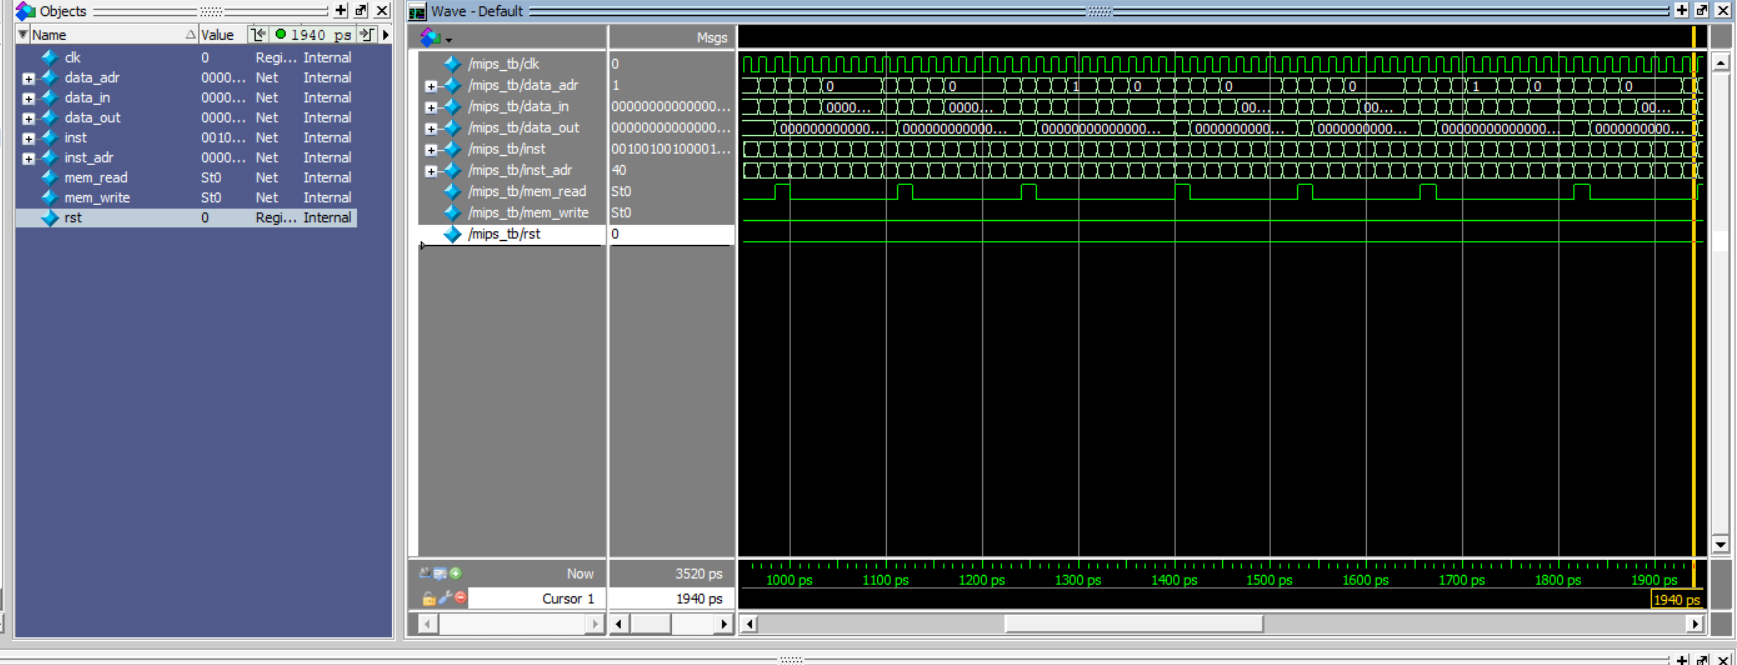 Objects
Name Value 1940 ps
clk 0 Regi... Internal
data_adr 0000... Net Internal
data_in 0000... Net Internal
data_out 0000... Net Internal
inst 0010... Net Internal
inst_adr 0000... Net Internal
mem_read St0 Net Internal
mem_write St0 Net Internal
rst 0 Regi... Internal
Wave - Default
Msgs
/mips_tb/clk 0
/mips_tb/data_adr 1 0 0 1 0 0 0 1 0 0
/mips_tb/data_in 00000000000000... 0000... 0000... 00... 00... 00...
/mips_tb/data_out 00000000000000... 000000000000... 000000000000... 00000000000000... 0000000000... 0000000000... 00000000000000... 0000000000...
/mips_tb/inst 00100100100001...
/mips_tb/inst_adr 40
/mips_tb/mem_read St0
/mips_tb/mem_write St0
/mips_tb/rst 0
Now 3520 ps
1000 ps 1100 ps 1200 ps 1300 ps 1400 ps 1500 ps 1600 ps 1700 ps 1800 ps 1900 ps
Cursor 1 1940 ps 1940 ps